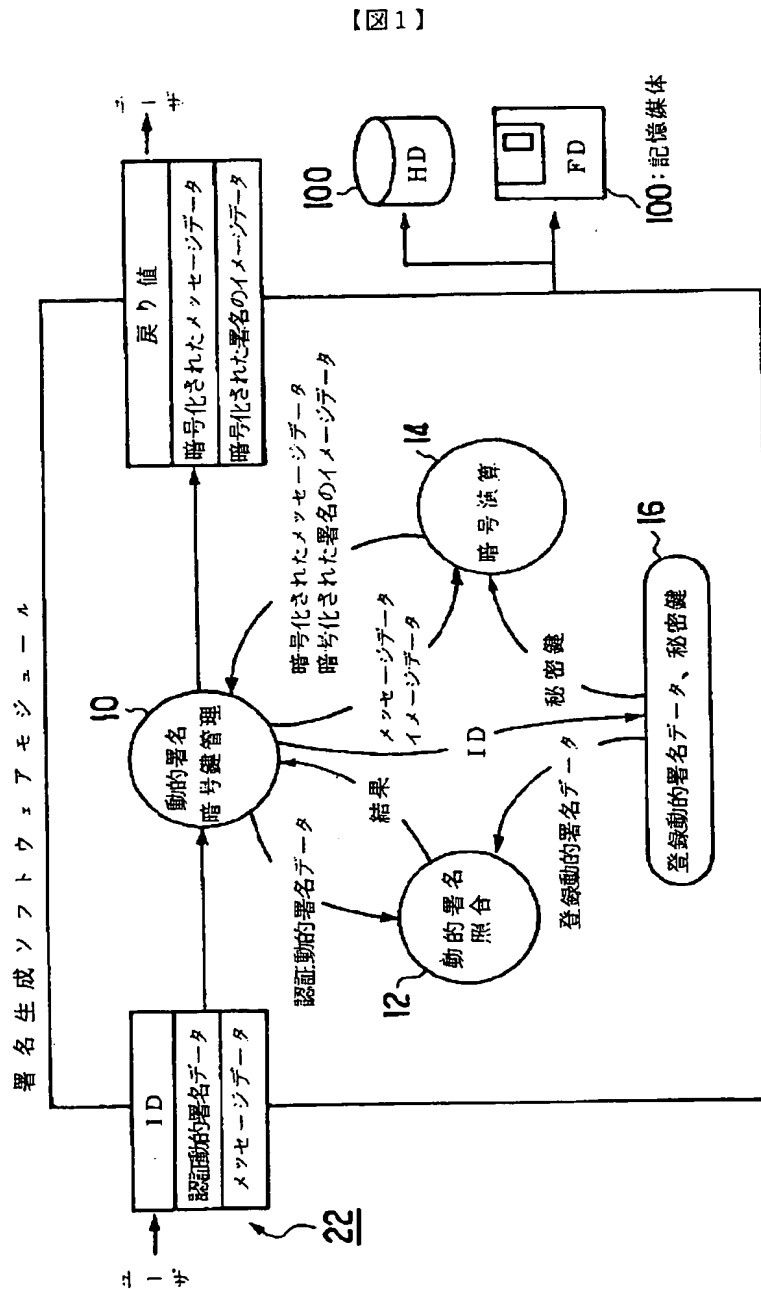 【図1】
署名生成ソフトウェアモジュール
ユーザ
ID
認証動的署名データ
メッセージデータ
22
動的署名
暗号鍵管理
10
戻り値
暗号化されたメッセージデータ
暗号化された署名のイメージデータ
ユーザ
認証動的署名データ
結果
ID
メッセージデータ
イメージデータ
暗号化されたメッセージデータ
暗号化された署名のイメージデータ
動的署名
照合
12
暗号演算
14
登録動的署名データ
秘密鍵
登録動的署名データ、秘密鍵
16
HD
100
FD
100:記憶媒体